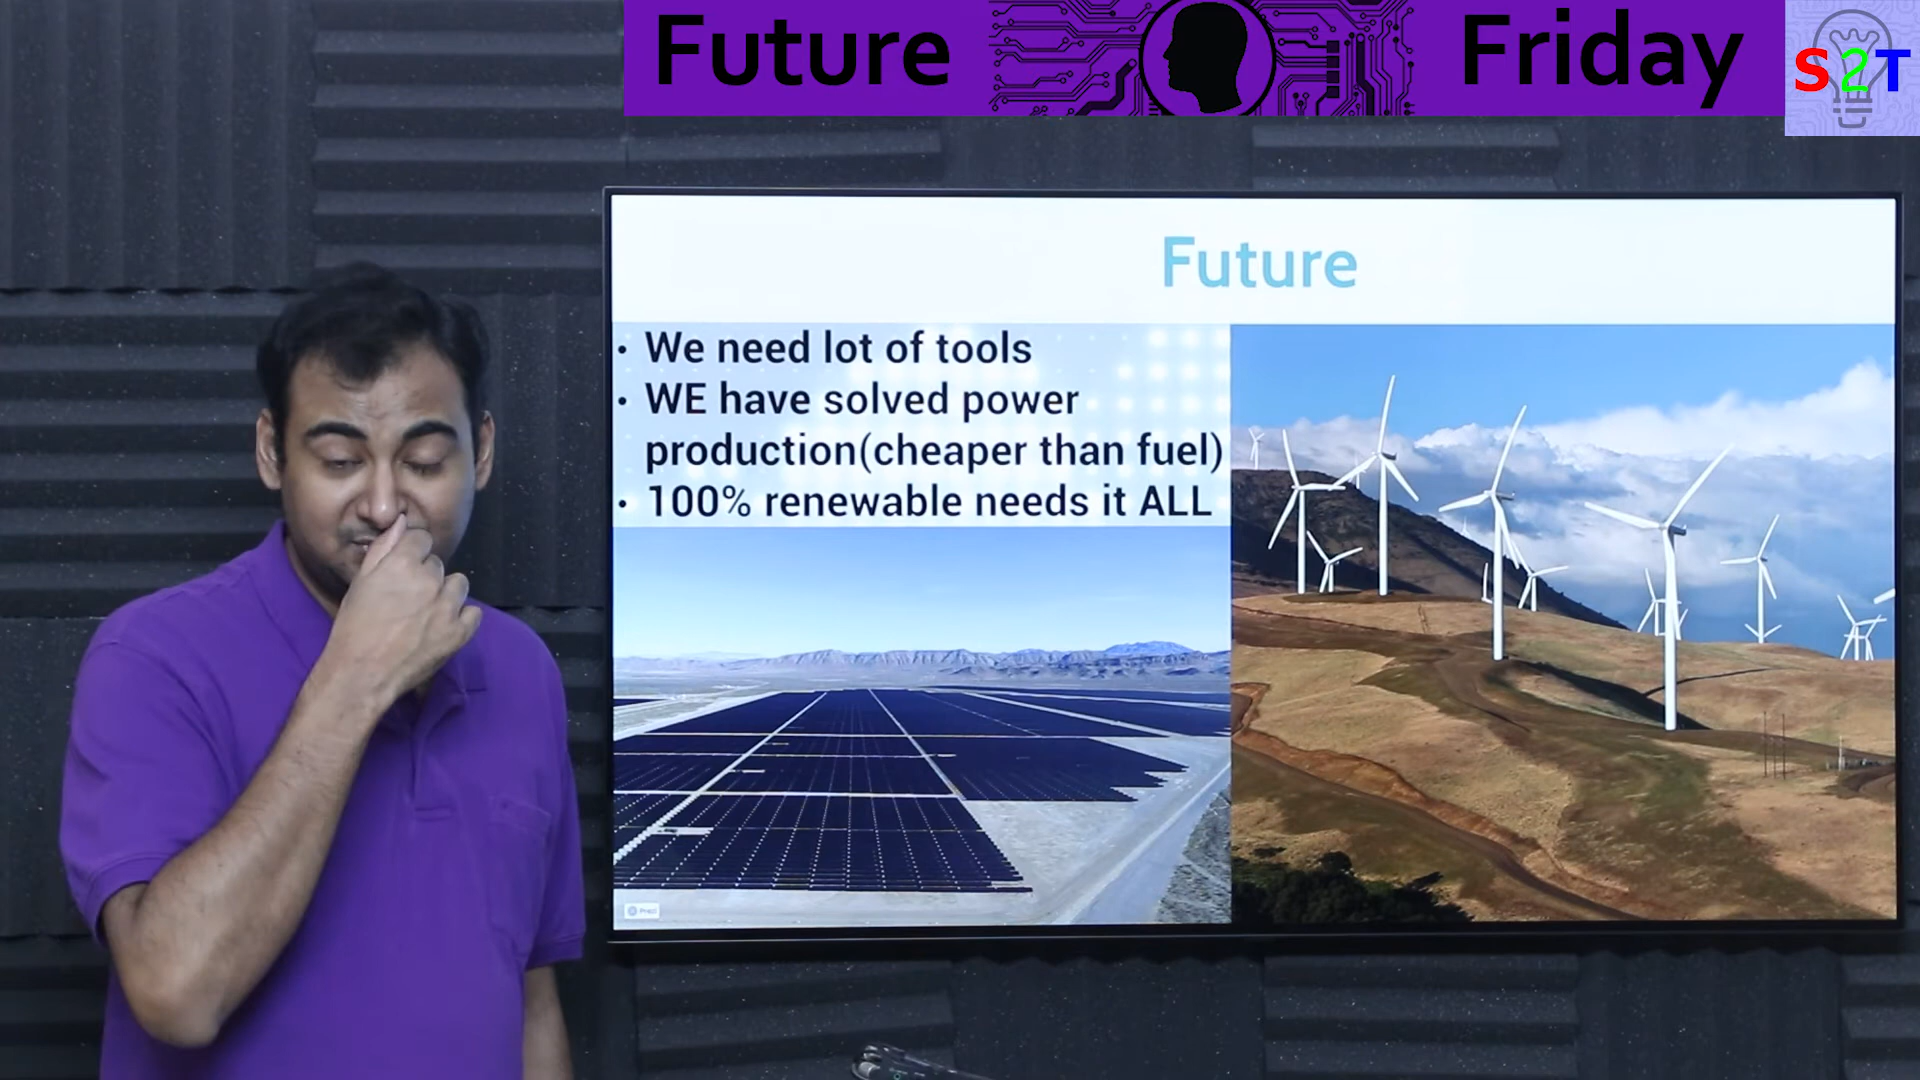 Future Friday S2T
Future
• We need lot of tools
• WE have solved power
production(cheaper than fuel)
• 100% renewable needs it ALL
Prezi